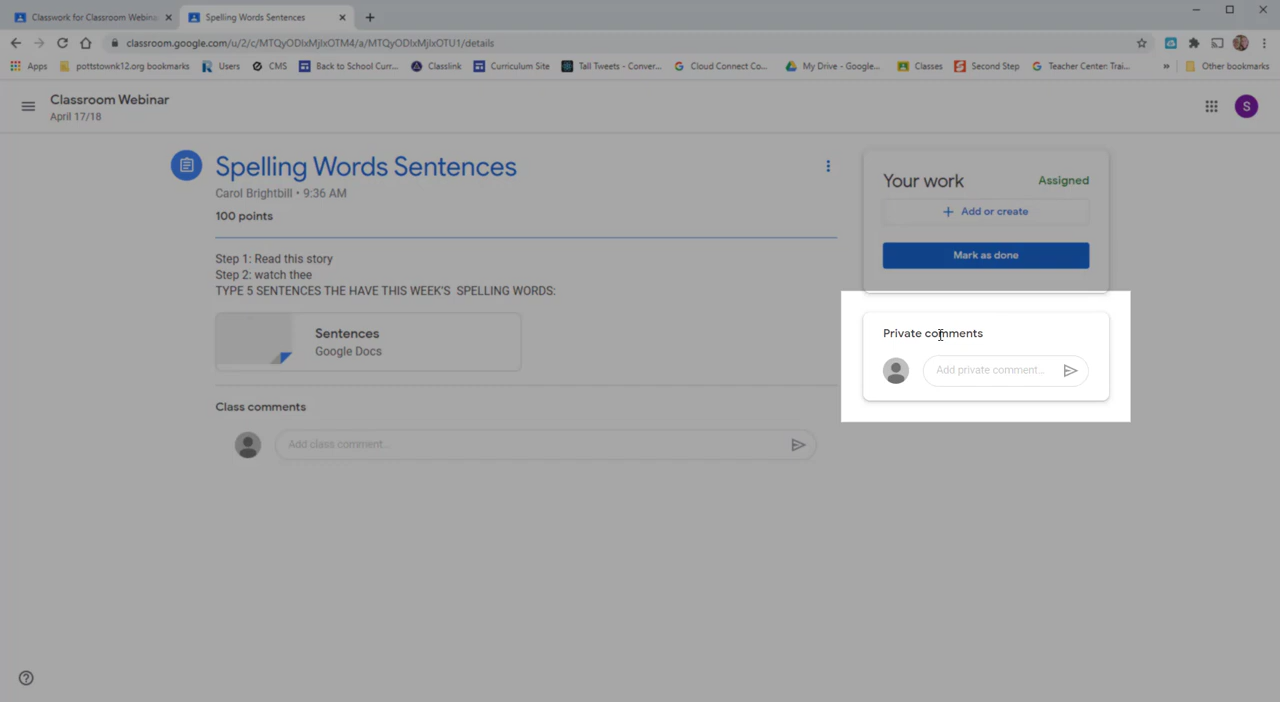 Classwork for Classroom Webina
Spelling Words Sentences
classroom.google.com/u/2/c/MTQyODIxMjIxOTM4/a/MTQyODIxMjIxOTU1/details
Apps pottstownk12.org bookmarks Users CMS Back to School Curr... Classlink Curriculum Site Tall Tweets - Conver... Cloud Connect Co... My Drive - Google... Classes Second Step Teacher Center: Trai... » Other bookmarks
Classroom Webinar
April 17/18
S
Spelling Words Sentences
Carol Brightbill • 9:36 AM
100 points
Step 1: Read this story
Step 2: watch thee
TYPE 5 SENTENCES THE HAVE THIS WEEK'S SPELLING WORDS:
Sentences
Google Docs
Class comments
Add class comment...
Your work Assigned
+ Add or create
Mark as done
Private comments
Add private comment...